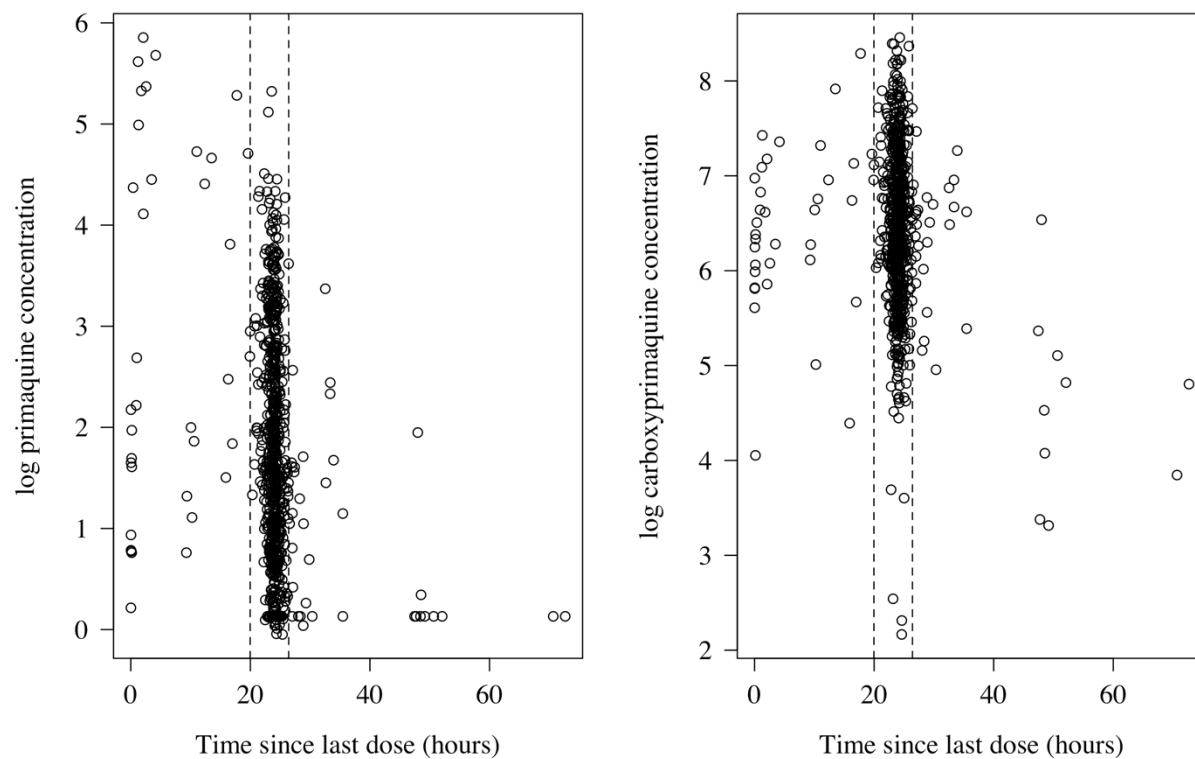 log primaquine concentration
6
5
4
3
2
1
0
0 20 40 60
Time since last dose (hours)
log carboxyprimaquine concentration
8
7
6
5
4
3
2
0 20 40 60
Time since last dose (hours)